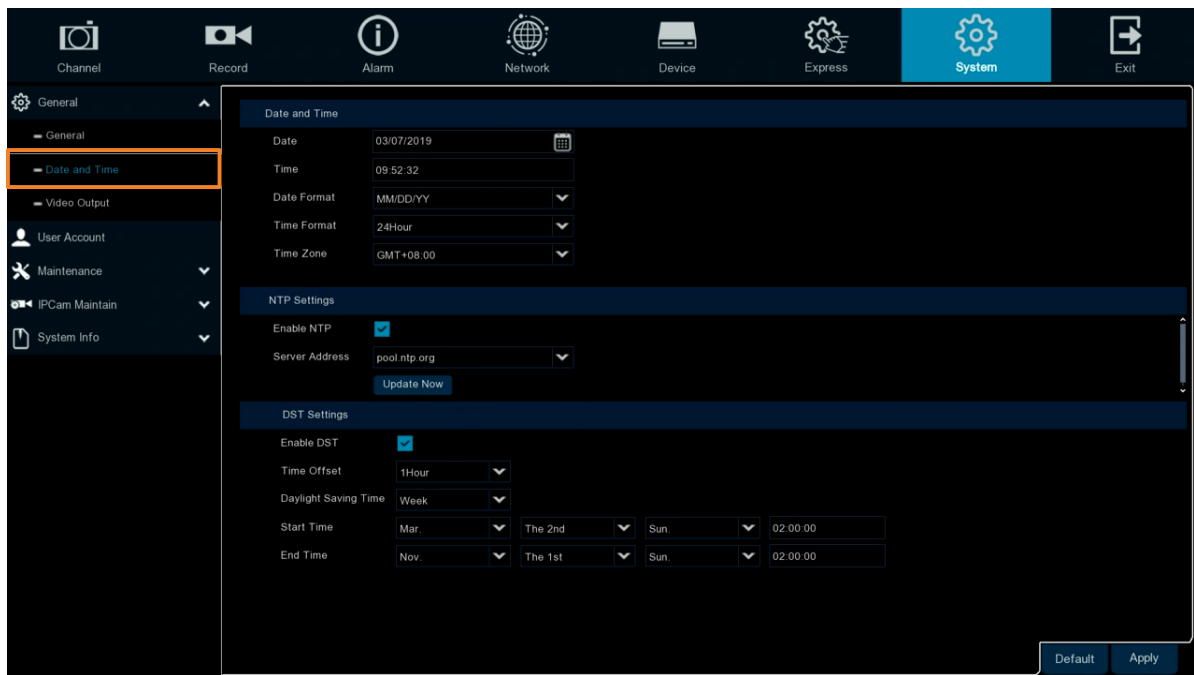 Channel Record Alarm Network Device Express System Exit
General
General
Date and Time
Video Output
User Account
Maintenance
IPCam Maintain
System Info
Date and Time
Date 03/07/2019
Time 09:52:32
Date Format MM/DD/YY
Time Format 24Hour
Time Zone GMT+08:00
NTP Settings
Enable NTP
Server Address pool.ntp.org
Update Now
DST Settings
Enable DST
Time Offset 1Hour
Daylight Saving Time Week
Start Time Mar. The 2nd Sun. 02:00:00
End Time Nov. The 1st Sun. 02:00:00
Default Apply